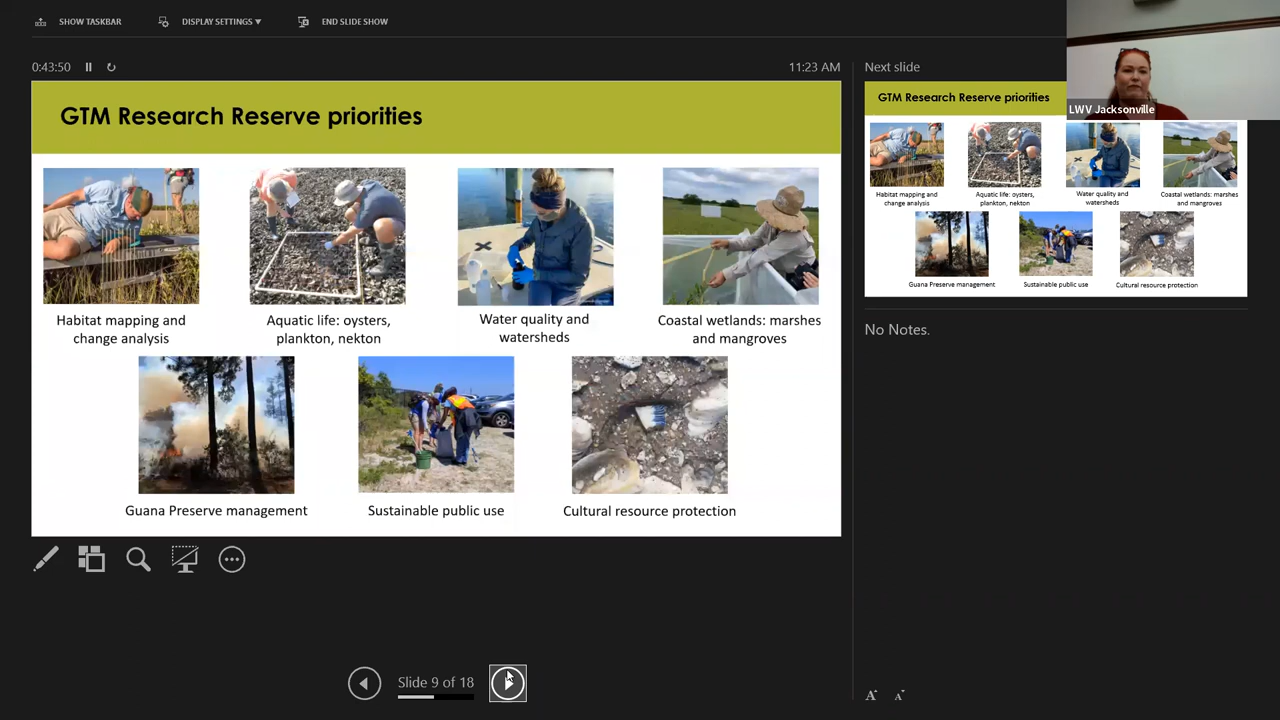 SHOW TASKBAR
DISPLAY SETTINGS
END SLIDE SHOW
0:43:50
11:23 AM
Next slide
GTM Research Reserve priorities
Habitat mapping and
change analysis
Aquatic life: oysters,
plankton, nekton
Water quality and
watersheds
Coastal wetlands: marshes
and mangroves
Guana Preserve management
Sustainable public use
Cultural resource protection
GTM Research Reserve priorities
Habitat mapping and
change analysis
Aquatic life: oysters,
plankton, nekton
Water quality and
watersheds
Coastal wetlands: marshes
and mangroves
Guana Preserve management
Sustainable public use
Cultural resource protection
LWV Jacksonville
No Notes.
Slide 9 of 18
A A